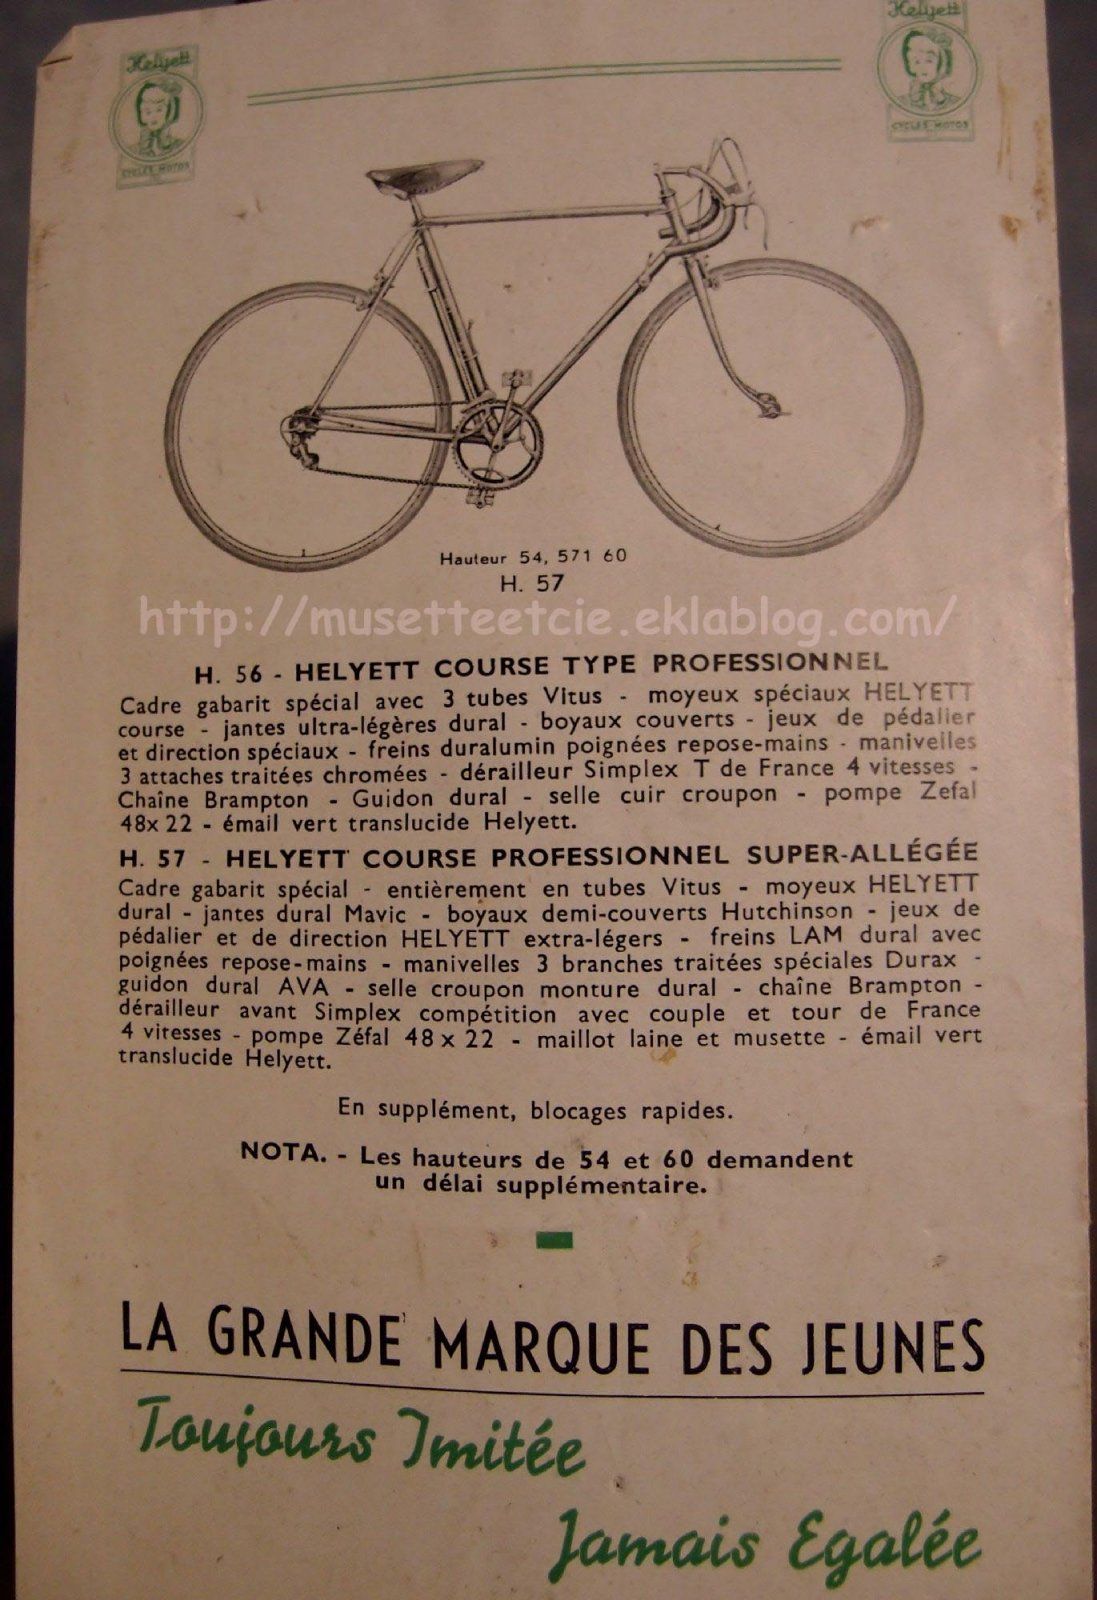 Helyett
CYCLES-MOTOS
Helyett
CYCLES-MOTOS
Hauteur 54, 571 60
H. 57
http://musetteetcie.eklablog.com/
H. 56 - HELYETT COURSE TYPE PROFESSIONNEL
Cadre gabarit spécial avec 3 tubes Vitus - moyeux spéciaux HELYETT
course - jantes ultra-légères dural - boyaux couverts - jeux de pédalier
et direction spéciaux - freins duralumin poignées repose-mains - manivelles
3 attaches traitées chromées - dérailleur Simplex T de France 4 vitesses -
Chaîne Brampton - Guidon dural - selle cuir croupon - pompe Zefal
48x 22 - émail vert translucide Helyett.
H. 57 - HELYETT COURSE PROFESSIONNEL SUPER-ALLÉGÉE
Cadre gabarit spécial - entièrement en tubes Vitus - moyeux HELYETT
dural - jantes dural Mavic - boyaux demi-couverts Hutchinson - jeux de
pédalier et de direction HELYETT extra-légers - freins LAM dural avec
poignées repose-mains - manivelles 3 branches traitées spéciales Durax -
guidon dural AVA - selle croupon monture dural - chaîne Brampton -
dérailleur avant Simplex compétition avec couple et tour de France
4 vitesses - pompe Zéfal 48 x 22 - maillot laine et musette - émail vert
translucide Helyett.
En supplément, blocages rapides.
NOTA. - Les hauteurs de 54 et 60 demandent
un délai supplémentaire.
LA GRANDE MARQUE DES JEUNES
Toujours Imitée
Jamais Egalée